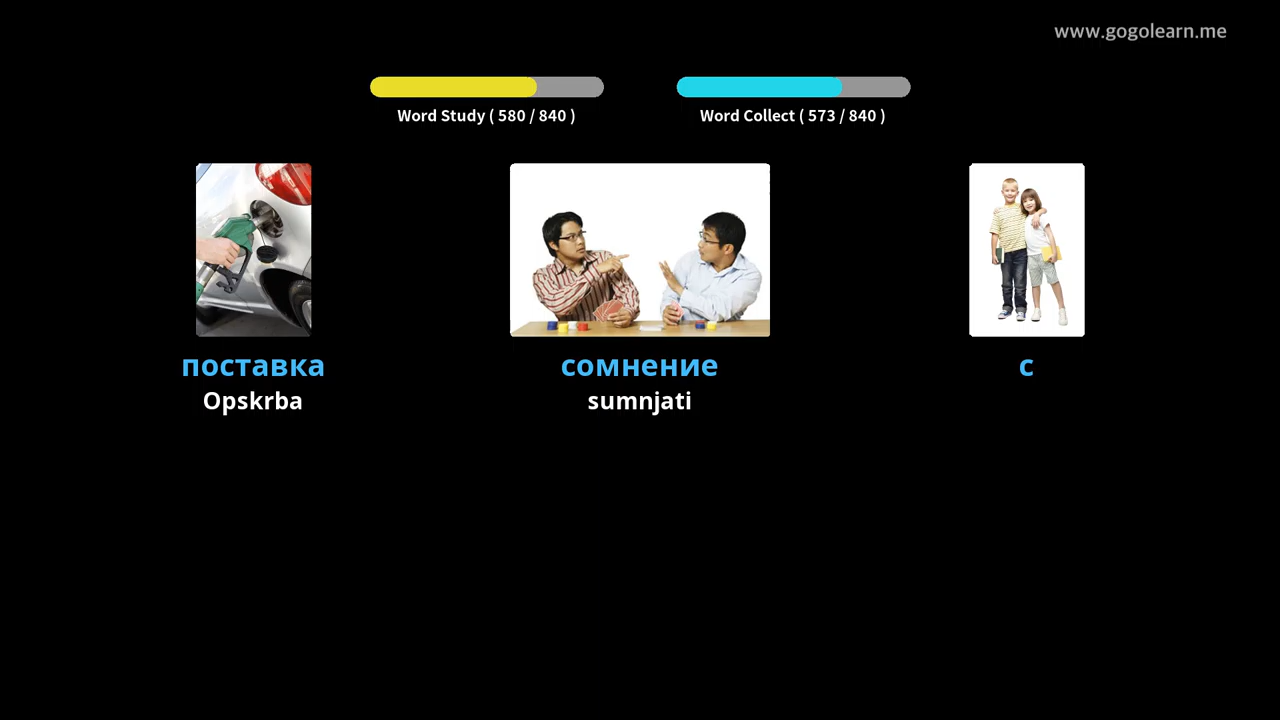 www.gogolearn.me
Word Study ( 580 / 840 )
Word Collect ( 573 / 840 )
поставка
Opskrba
сомнение
sumnjati
с